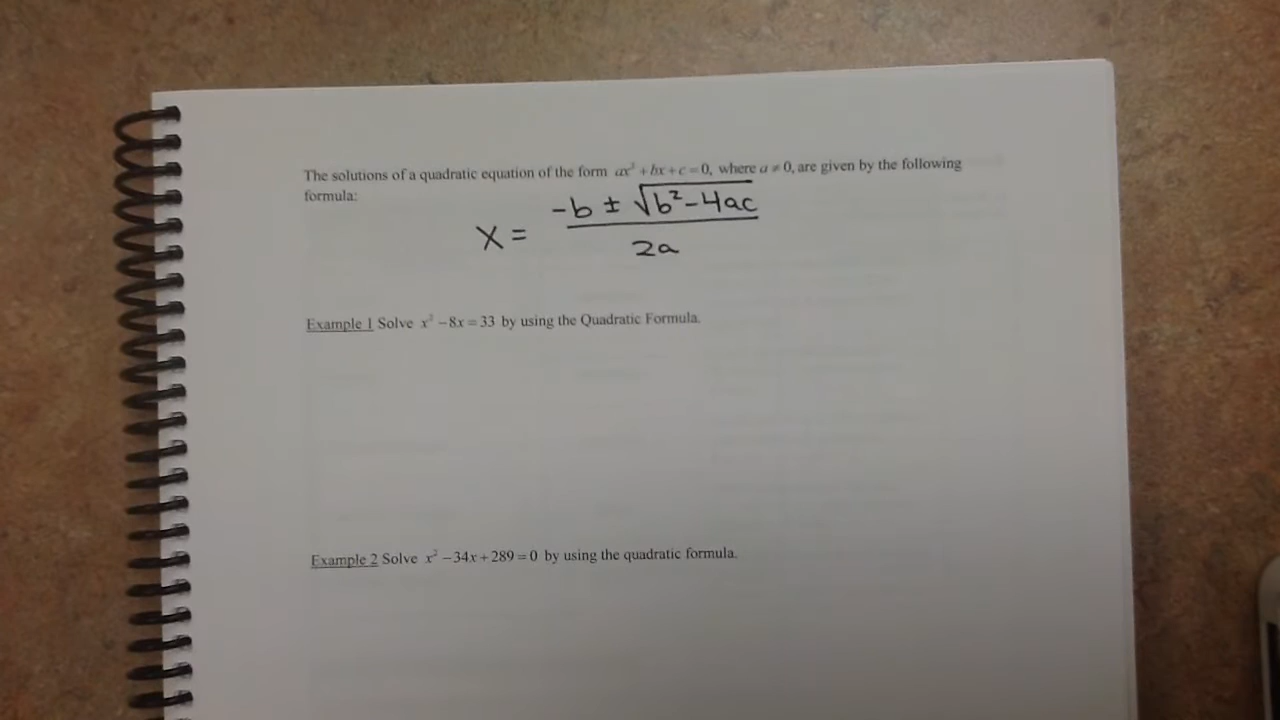 The solutions of a quadratic equation of the form ax² + bx + c = 0, where a ≠ 0, are given by the following
formula:
x = (-b ± √(b²-4ac)) / 2a
Example 1 Solve x² − 8x = 33 by using the Quadratic Formula.
Example 2 Solve x² − 34x + 289 = 0 by using the quadratic formula.